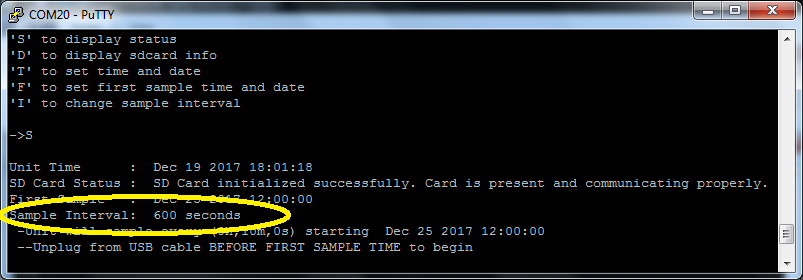 COM20 - PuTTY
'S' to display status
'D' to display sdcard info
'T' to set time and date
'F' to set first sample time and date
'I' to change sample interval
->S
Unit Time : Dec 19 2017 18:01:18
SD Card Status : SD Card initialized successfully. Card is present and communicating properly.
First Sample : Dec 25 2017 12:00:00
Sample Interval: 600 seconds
-Unit will sample every (0h,10m,0s) starting Dec 25 2017 12:00:00
--Unplug from USB cable BEFORE FIRST SAMPLE TIME to begin